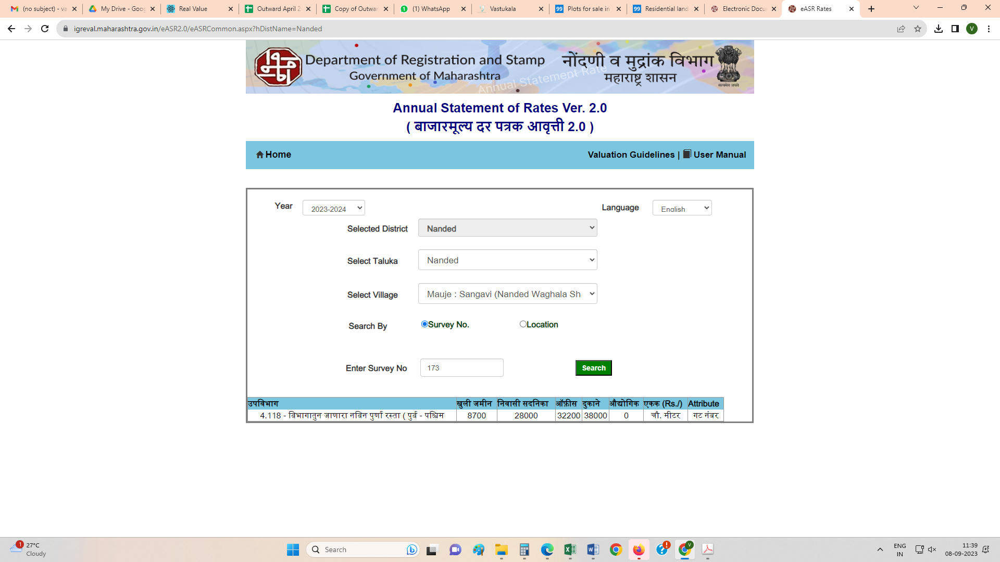 (no subject) - va
My Drive - Goog
Real Value
Outward April 2
Copy of Outwar
(1) WhatsApp
Vastukala
99 Plots for sale in
99 Residential land
Electronic Docu
eASR Rates
igreval.maharashtra.gov.in/eASR2.0/eASRCommon.aspx?hDistName=Nanded
V
Department of Registration and Stamp नोंदणी व मुद्रांक विभाग
Government of Maharashtra महाराष्ट्र शासन
Annual Statement Rate
सत्यमेव जयते
Annual Statement of Rates Ver. 2.0
( बाजारमूल्य दर पत्रक आवृत्ती 2.0 )
Home Valuation Guidelines | User Manual
Year 2023-2024 Language English
Selected District Nanded
Select Taluka Nanded
Select Village Mauje : Sangavi (Nanded Waghala Sh
Search By Survey No. Location
Enter Survey No 173 Search
उपविभाग खुली जमीन निवासी सदनिका ऑफ़ीस दुकाने औद्योगिक एकक (Rs./) Attribute
4.118 - विभागातुन जाणारा नविन पुर्णा रस्ता ( पुर्व - पश्चिम 8700 28000 32200 38000 0 चौ. मीटर गट नंबर
1 27°C
Cloudy
Search
V
ENG
IN
11:39
08-09-2023